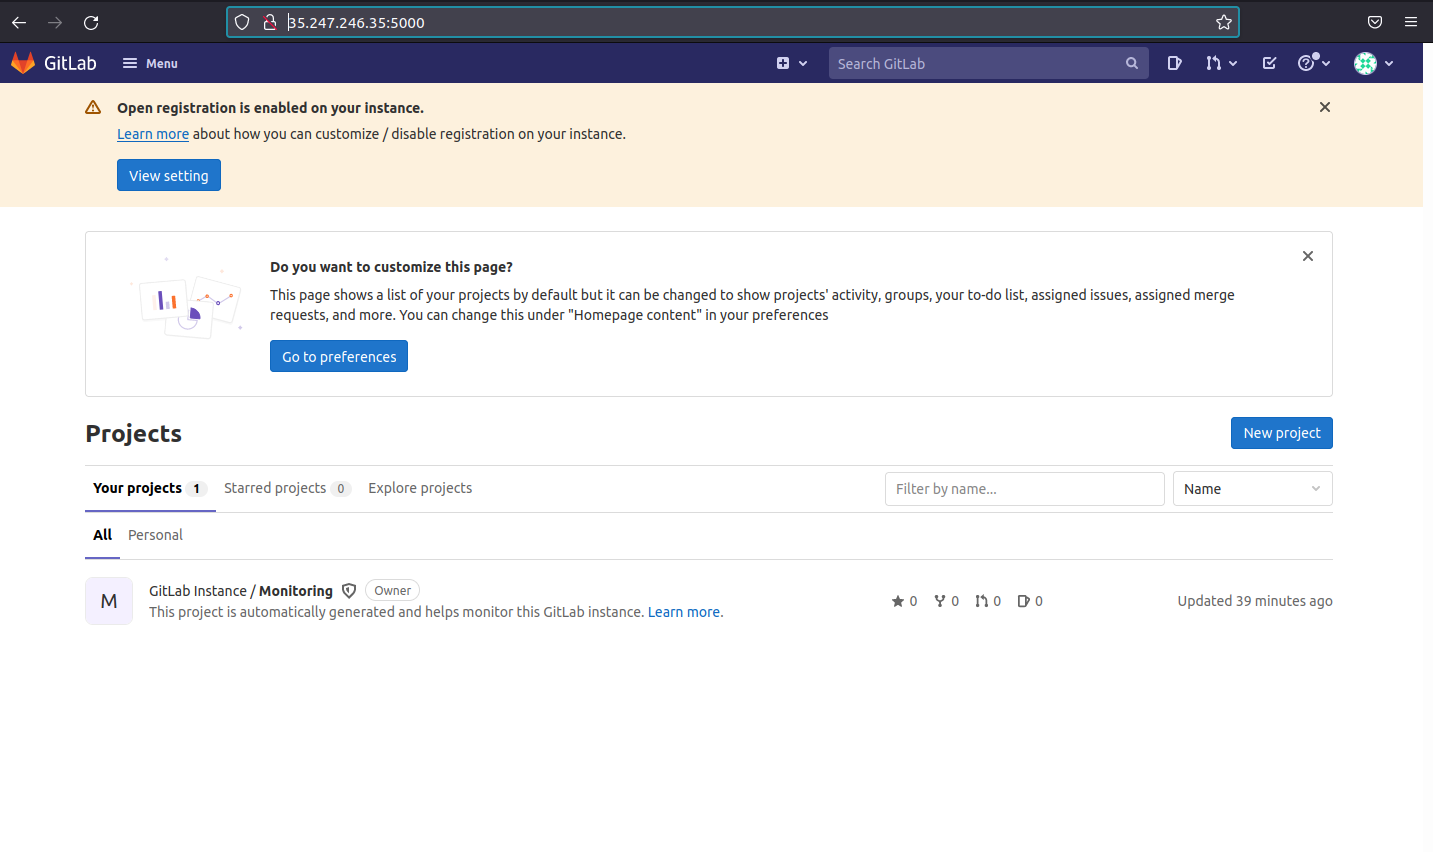 35.247.246.35:5000
GitLab Menu Search GitLab
Open registration is enabled on your instance.
Learn more about how you can customize / disable registration on your instance.
View setting
Do you want to customize this page?
This page shows a list of your projects by default but it can be changed to show projects' activity, groups, your to-do list, assigned issues, assigned merge
requests, and more. You can change this under "Homepage content" in your preferences
Go to preferences
Projects New project
Your projects 1 Starred projects 0 Explore projects Filter by name... Name
All Personal
M
GitLab Instance / Monitoring Owner
This project is automatically generated and helps monitor this GitLab instance. Learn more.
0 0 0 0 Updated 39 minutes ago